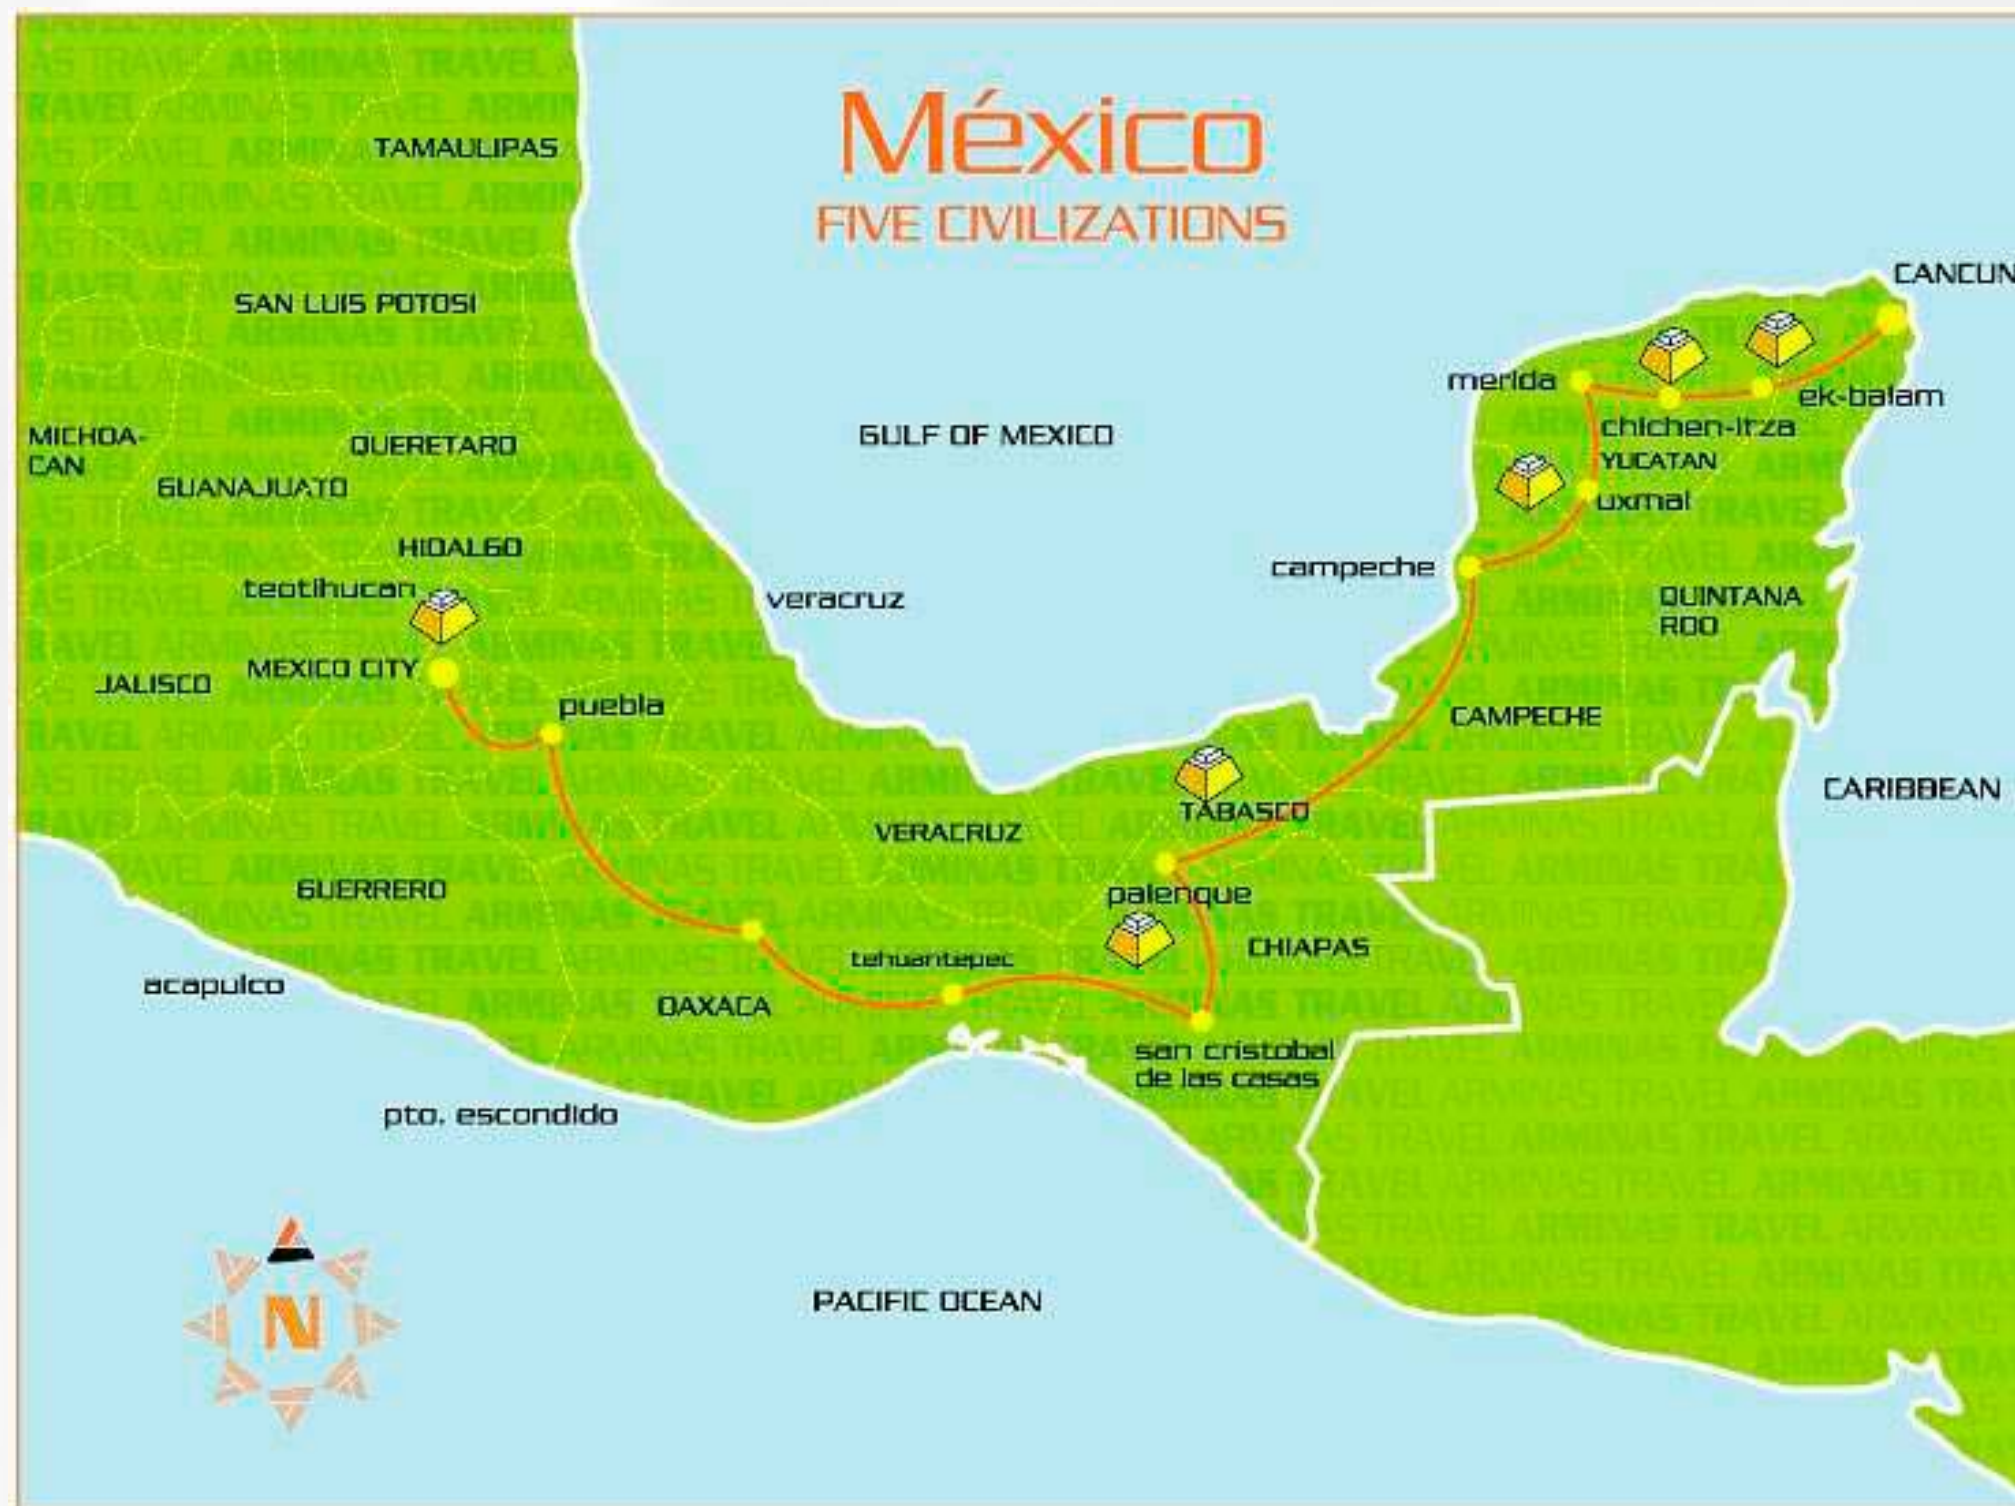 México
FIVE CIVILIZATIONS
TAMAULIPAS
CANCUN
SAN LUIS POTOSI
merida
ek-balam
chichen-itza
MICHOA-
CAN
QUERETARO
GULF OF MEXICO
YUCATAN
GUANAJUATO
uxmal
HIDALGO
campeche
teotihucan
veracruz
QUINTANA
ROO
MEXICO CITY
JALISCO
puebla
CAMPECHE
CARIBBEAN
TABASCO
VERACRUZ
GUERRERO
palenque
CHIAPAS
tehuantepec
acapulco
OAXACA
san cristobal
de las casas
pto. escondido
PACIFIC OCEAN
N
ARMINAS TRAVEL